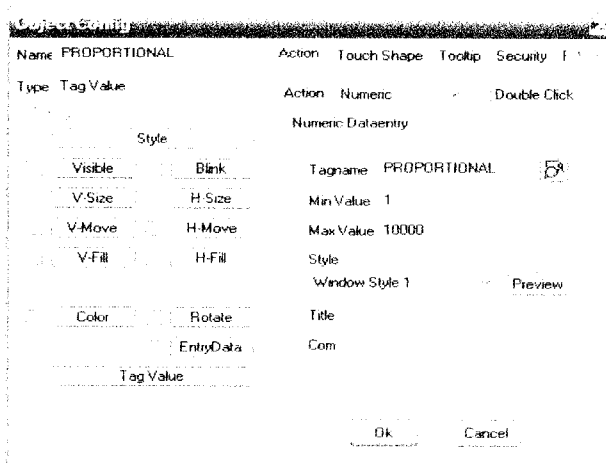 Object Config
Name PROPORTIONAL
Type Tag Value
Style
Visible Blink
V-Size H-Size
V-Move H-Move
V-Fill H-Fill
Color Rotate
EntryData
Tag Value
Action Touch Shape Tooltip Security
Action Numeric Double Click
Numeric Dataentry
Tagname PROPORTIONAL
Min Value 1
Max Value 10000
Style
Window Style 1 Preview
Title
Com
Ok Cancel